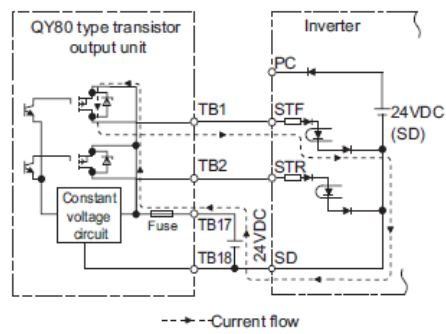 QY80 type transistor
output unit
Inverter
PC
TB1
STF
24VDC
(SD)
TB2
STR
Constant
voltage
circuit
Fuse
TB17
24VDC
TB18
SD
Current flow